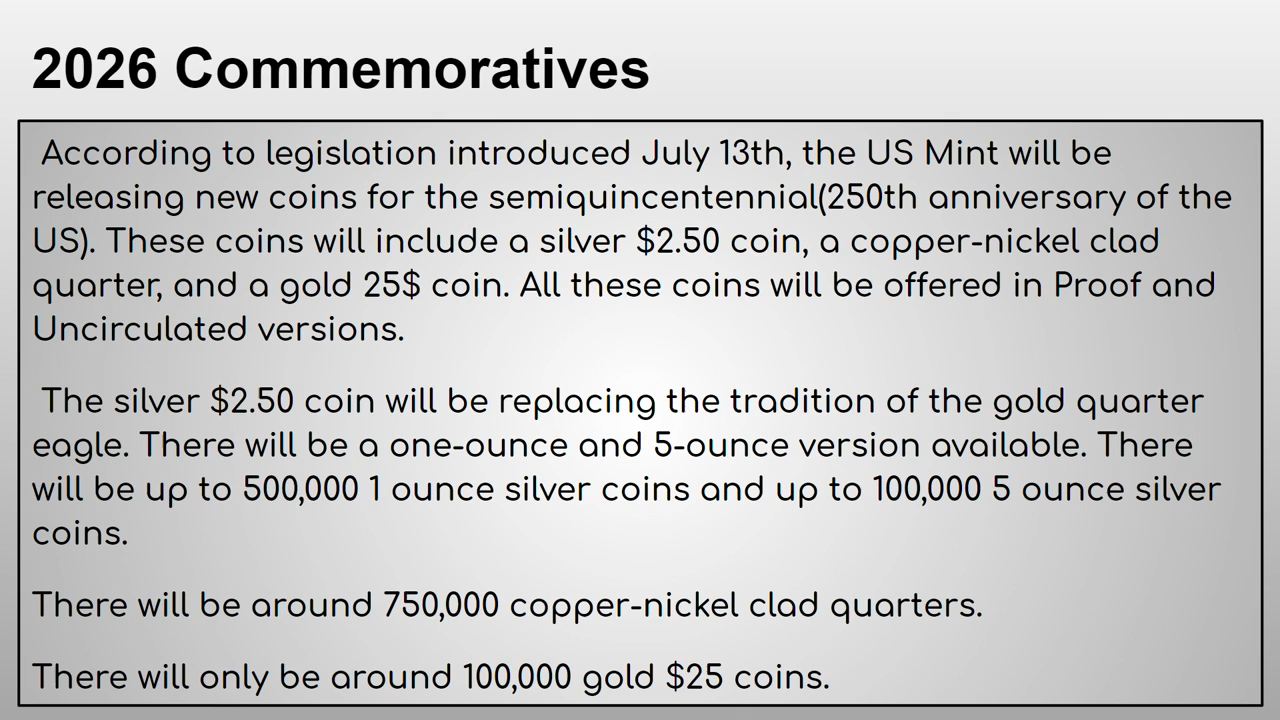 2026 Commemoratives
According to legislation introduced July 13th, the US Mint will be
releasing new coins for the semiquincentennial(250th anniversary of the
US). These coins will include a silver $2.50 coin, a copper-nickel clad
quarter, and a gold 25$ coin. All these coins will be offered in Proof and
Uncirculated versions.
The silver $2.50 coin will be replacing the tradition of the gold quarter
eagle. There will be a one-ounce and 5-ounce version available. There
will be up to 500,000 1 ounce silver coins and up to 100,000 5 ounce silver
coins.
There will be around 750,000 copper-nickel clad quarters.
There will only be around 100,000 gold $25 coins.